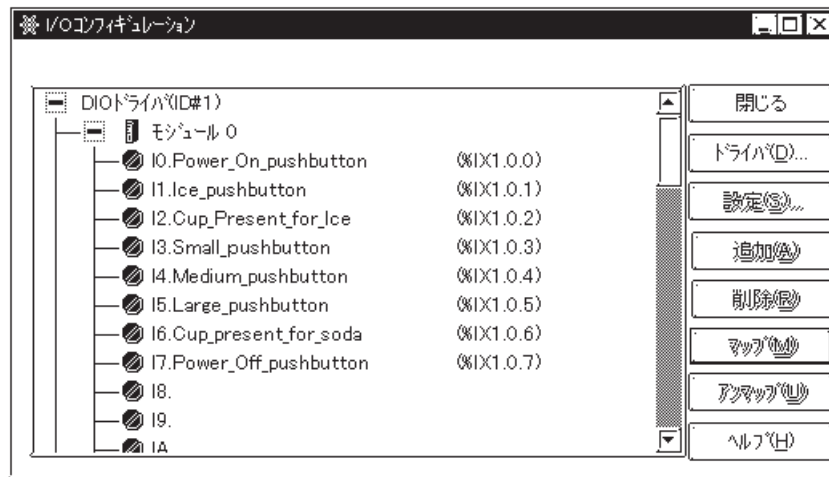 I/Oコンフィギュレーション
DIOドライバ(ID#1)
モジュール 0
I0.Power_On_pushbutton (%IX1.0.0)
I1.Ice_pushbutton (%IX1.0.1)
I2.Cup_Present_for_Ice (%IX1.0.2)
I3.Small_pushbutton (%IX1.0.3)
I4.Medium_pushbutton (%IX1.0.4)
I5.Large_pushbutton (%IX1.0.5)
I6.Cup_present_for_soda (%IX1.0.6)
I7.Power_Off_pushbutton (%IX1.0.7)
I8.
I9.
IA
閉じる
ドライバ(D)...
設定(S)...
追加(A)
削除(R)
マップ(M)
アンマップ(U)
ヘルプ(H)